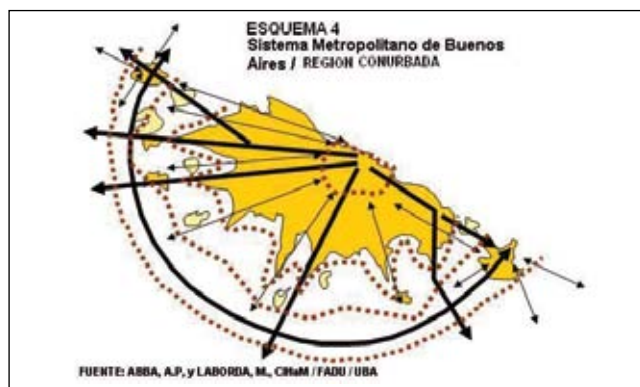 ESQUEMA 4
Sistema Metropolitano de Buenos
Aires / REGION CONURBADA
FUENTE: ABBA, A.P, y LABORDA, M., CIHaM / FADU / UBA